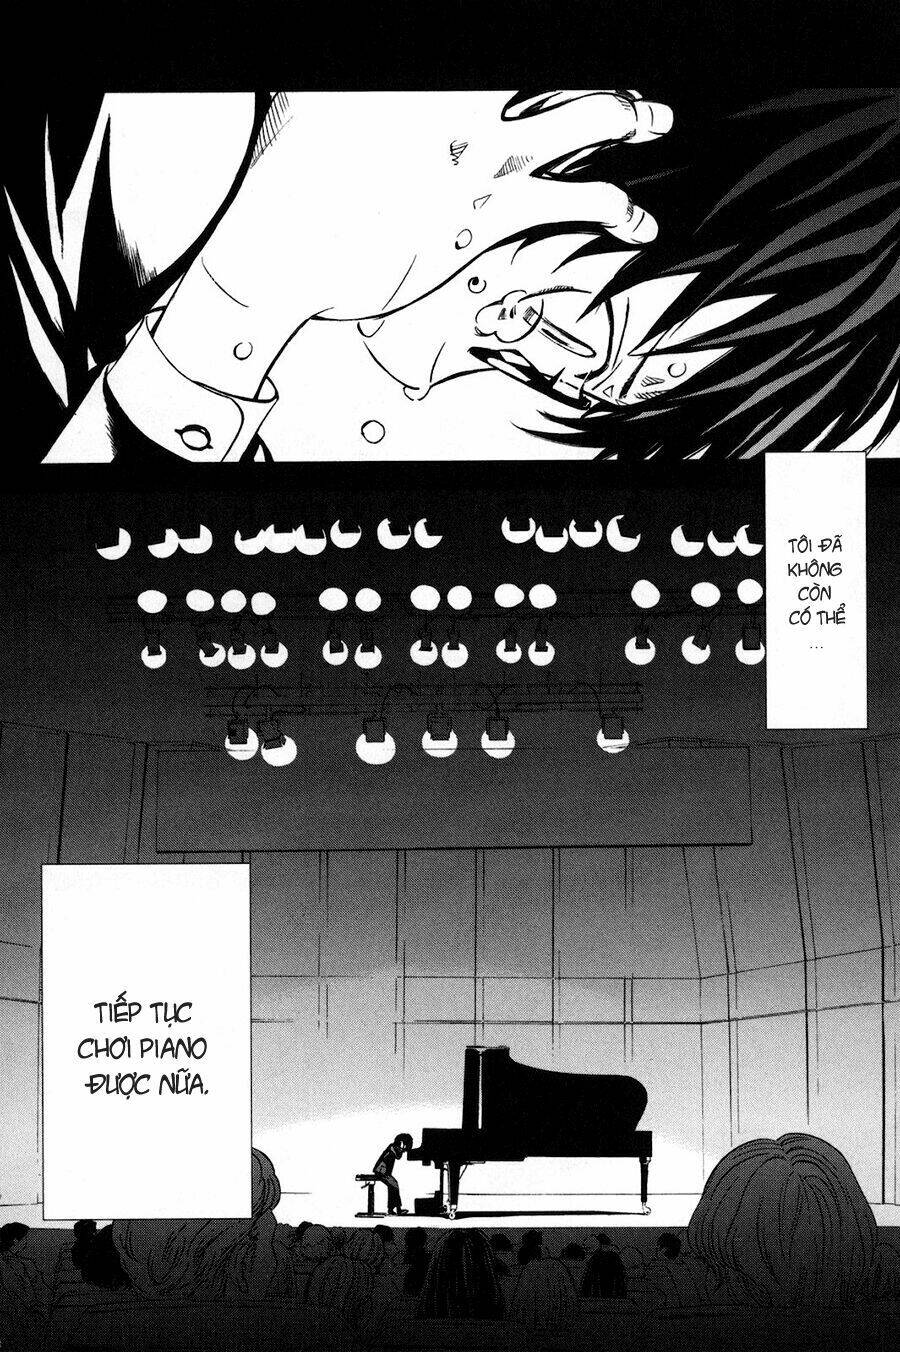 TÔI ĐÃ
KHÔNG
CÒN
CÓ THỂ
...
TIẾP TỤC
CHƠI PIANO
ĐƯỢC NỮA.